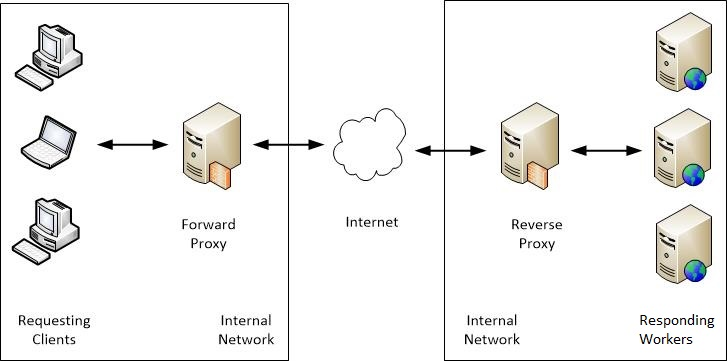 Forward
Proxy
Internet
Reverse
Proxy
Requesting
Clients
Internal
Network
Internal
Network
Responding
Workers